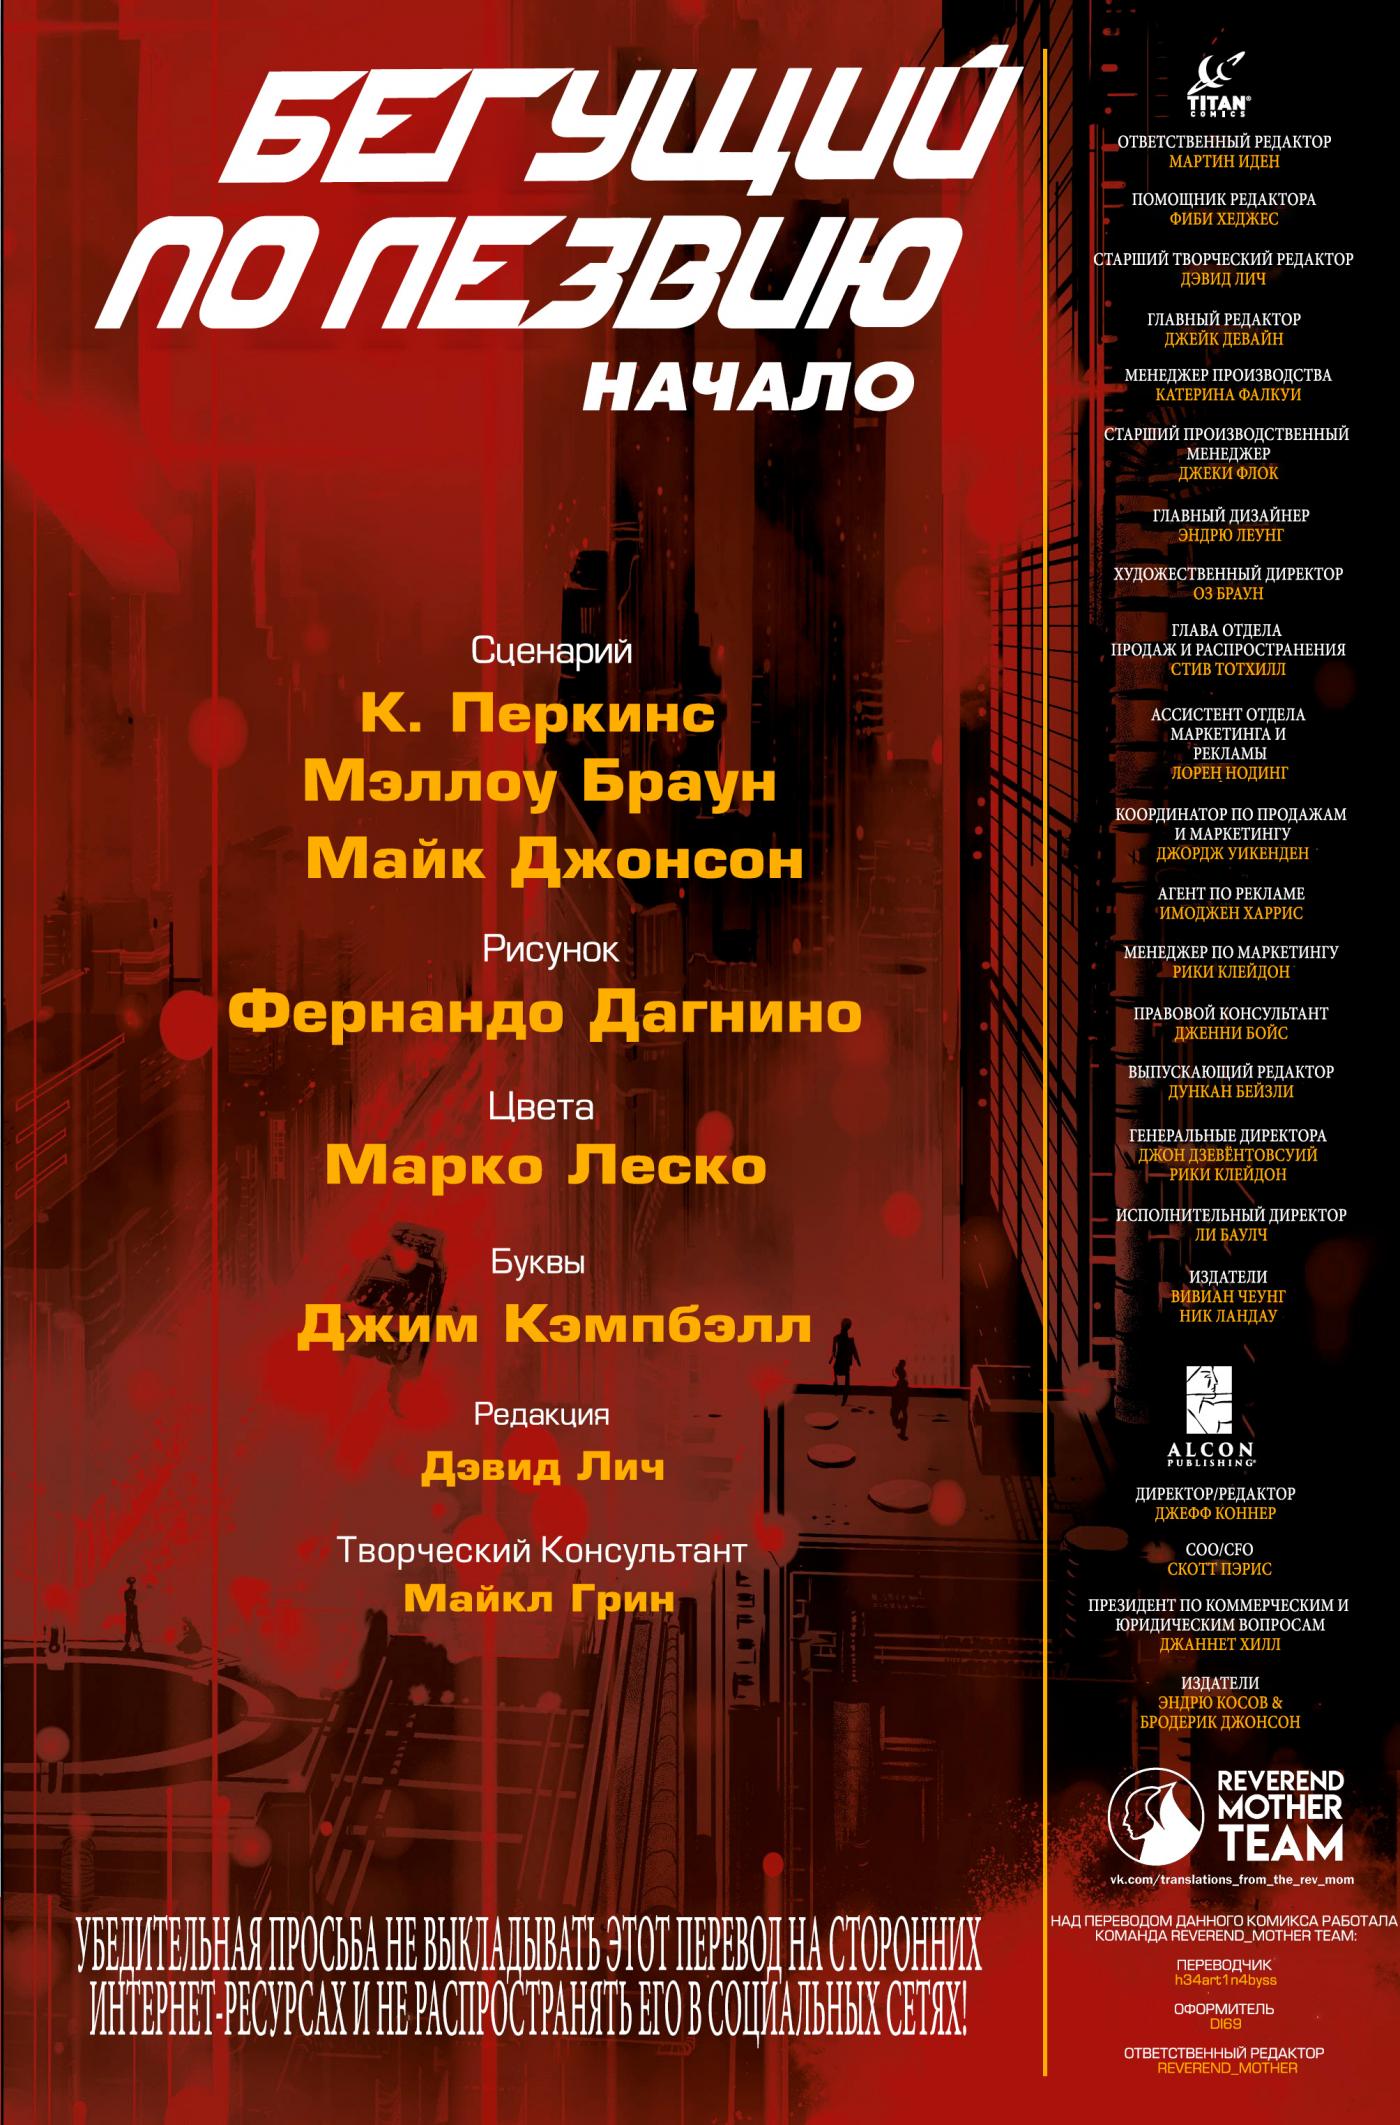 БЕГУЩИЙ
ПО ЛЕЗВИЮ
НАЧАЛО
Сценарий
К. Перкинс
Мэллоу Браун
Майк Джонсон
Рисунок
Фернандо Дагнино
Цвета
Марко Леско
Буквы
Джим Кэмпбэлл
Редакция
Дэвид Лич
Творческий Консультант
Майкл Грин
УБЕДИТЕЛЬНАЯ ПРОСЬБА НЕ ВЫКЛАДЫВАТЬ ЭТОТ ПЕРЕВОД НА СТОРОННИХ
ИНТЕРНЕТ-РЕСУРСАХ И НЕ РАСПРОСТРАНЯТЬ ЕГО В СОЦИАЛЬНЫХ СЕТЯХ!
TITAN®
COMICS
ОТВЕТСТВЕННЫЙ РЕДАКТОР
МАРТИН ИДЕН
ПОМОЩНИК РЕДАКТОРА
ФИБИ ХЕДЖЕС
СТАРШИЙ ТВОРЧЕСКИЙ РЕДАКТОР
ДЭВИД ЛИЧ
ГЛАВНЫЙ РЕДАКТОР
ДЖЕЙК ДЕВАЙН
МЕНЕДЖЕР ПРОИЗВОДСТВА
КАТЕРИНА ФАЛКУИ
СТАРШИЙ ПРОИЗВОДСТВЕННЫЙ
МЕНЕДЖЕР
ДЖЕКИ ФЛОК
ГЛАВНЫЙ ДИЗАЙНЕР
ЭНДРЮ ЛЕУНГ
ХУДОЖЕСТВЕННЫЙ ДИРЕКТОР
ОЗ БРАУН
ГЛАВА ОТДЕЛА
ПРОДАЖ И РАСПРОСТРАНЕНИЯ
СТИВ ТОТХИЛЛ
АССИСТЕНТ ОТДЕЛА
МАРКЕТИНГА И
РЕКЛАМЫ
ЛОРЕН НОДИНГ
КООРДИНАТОР ПО ПРОДАЖАМ
И МАРКЕТИНГУ
ДЖОРДЖ УИКЕНДЕН
АГЕНТ ПО РЕКЛАМЕ
ИМОДЖЕН ХАРРИС
МЕНЕДЖЕР ПО МАРКЕТИНГУ
РИКИ КЛЕЙДОН
ПРАВОВОЙ КОНСУЛЬТАНТ
ДЖЕННИ БОЙС
ВЫПУСКАЮЩИЙ РЕДАКТОР
ДУНКАН БЕЙЗЛИ
ГЕНЕРАЛЬНЫЕ ДИРЕКТОРА
ДЖОН ДЗЕВЁНТОВСУИЙ
РИКИ КЛЕЙДОН
ИСПОЛНИТЕЛЬНЫЙ ДИРЕКТОР
ЛИ БАУЛЧ
ИЗДАТЕЛИ
ВИВИАН ЧЕУНГ
НИК ЛАНДАУ
ALCON
PUBLISHING®
ДИРЕКТОР/РЕДАКТОР
ДЖЕФФ КОННЕР
COO/CFO
СКОТТ ПЭРИС
ПРЕЗИДЕНТ ПО КОММЕРЧЕСКИМ И
ЮРИДИЧЕСКИМ ВОПРОСАМ
ДЖАННЕТ ХИЛЛ
ИЗДАТЕЛИ
ЭНДРЮ КОСОВ &
БРОДЕРИК ДЖОНСОН
REVEREND
MOTHER
TEAM
vk.com/translations_from_the_rev_mom
НАД ПЕРЕВОДОМ ДАННОГО КОМИКСА РАБОТАЛА
КОМАНДА REVEREND_MOTHER TEAM:
ПЕРЕВОДЧИК
h34art1n4byss
ОФОРМИТЕЛЬ
DI69
ОТВЕТСТВЕННЫЙ РЕДАКТОР
REVEREND_MOTHER